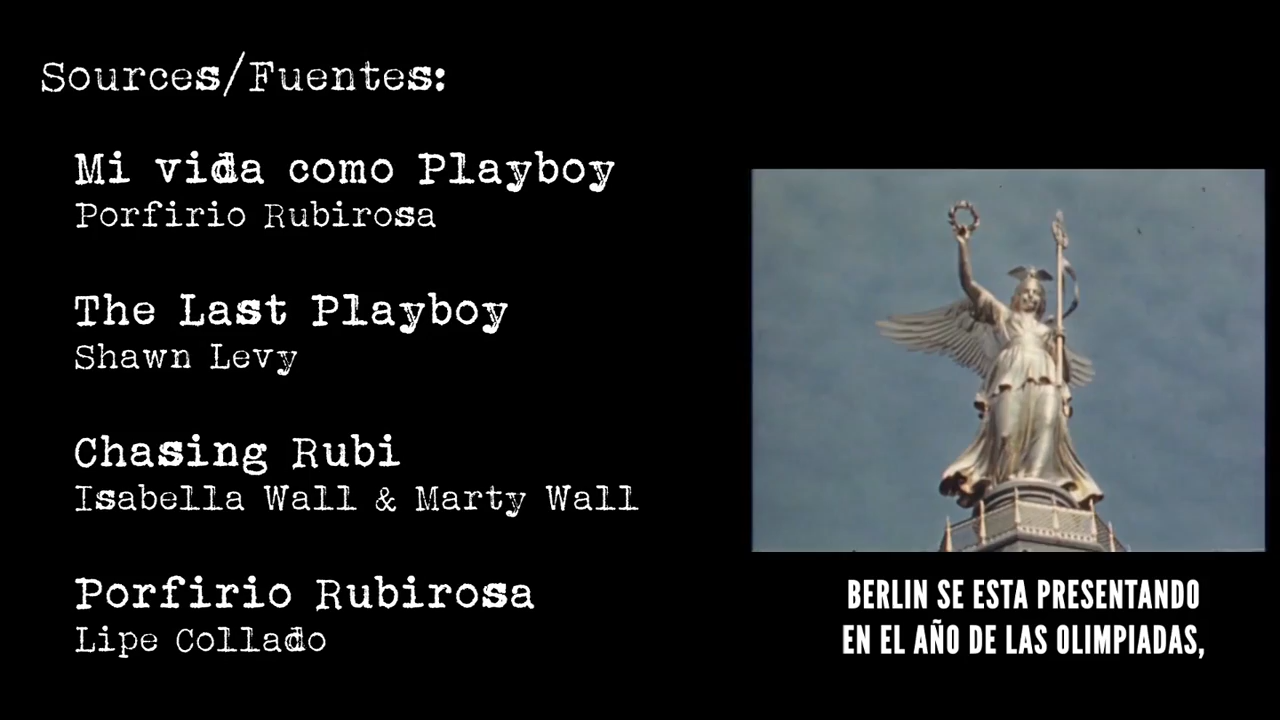 Sources/Fuentes:
Mi vida como Playboy
Porfirio Rubirosa
The Last Playboy
Shawn Levy
Chasing Rubi
Isabella Wall & Marty Wall
Porfirio Rubirosa
Lipe Collado
BERLIN SE ESTA PRESENTANDO
EN EL AÑO DE LAS OLIMPIADAS,